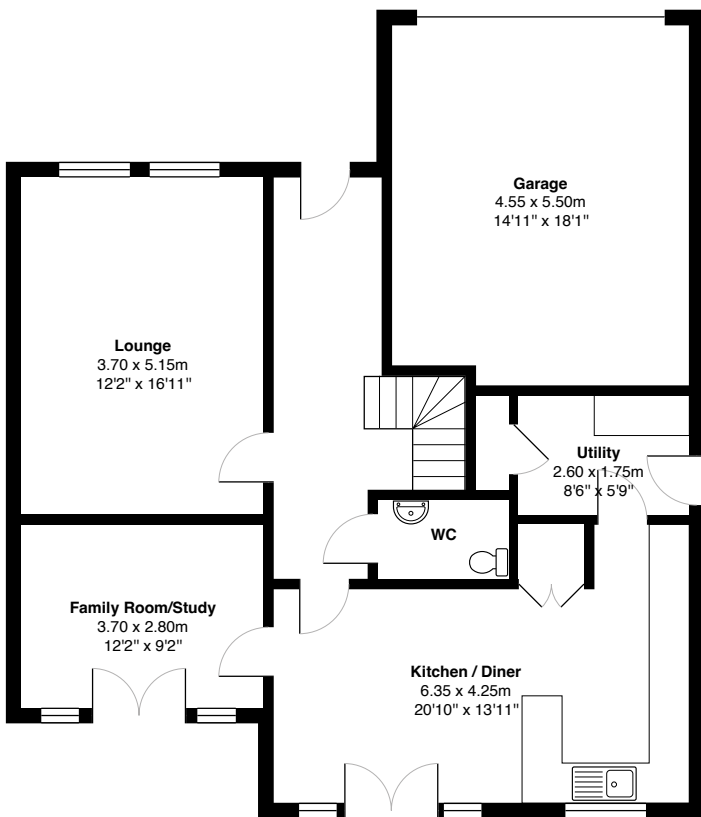 Garage
4.55 x 5.50m
14'11" x 18'1"
Lounge
3.70 x 5.15m
12'2" x 16'11"
Utility
2.60 x 1.75m
8'6" x 5'9"
WC
Family Room/Study
3.70 x 2.80m
12'2" x 9'2"
Kitchen / Diner
6.35 x 4.25m
20'10" x 13'11"